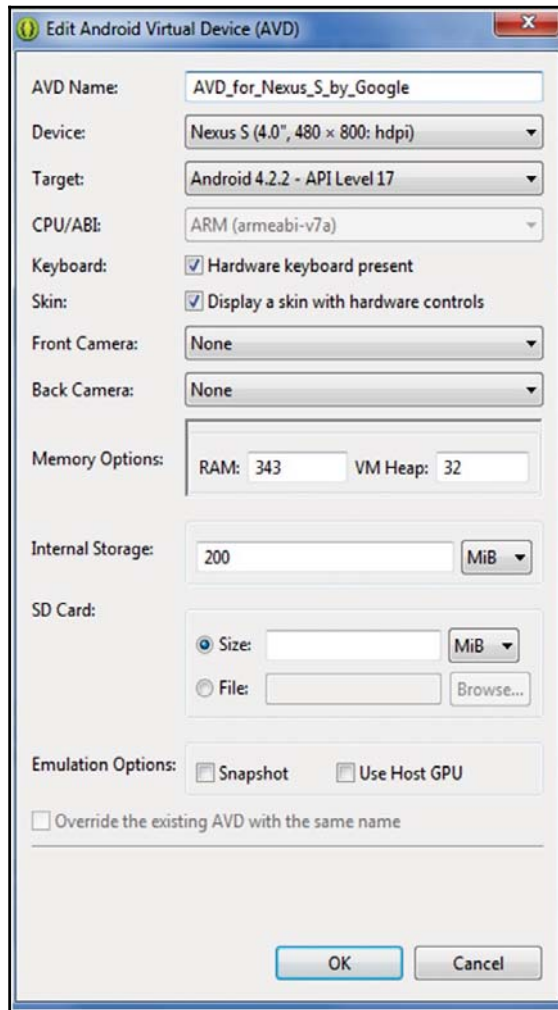 Edit Android Virtual Device (AVD)
AVD Name: AVD_for_Nexus_S_by_Google
Device: Nexus S (4.0", 480 × 800: hdpi)
Target: Android 4.2.2 - API Level 17
CPU/ABI: ARM (armeabi-v7a)
Keyboard: Hardware keyboard present
Skin: Display a skin with hardware controls
Front Camera: None
Back Camera: None
Memory Options: RAM: 343 VM Heap: 32
Internal Storage: 200 MiB
SD Card:
Size: MiB
File: Browse...
Emulation Options: Snapshot Use Host GPU
Override the existing AVD with the same name
OK Cancel